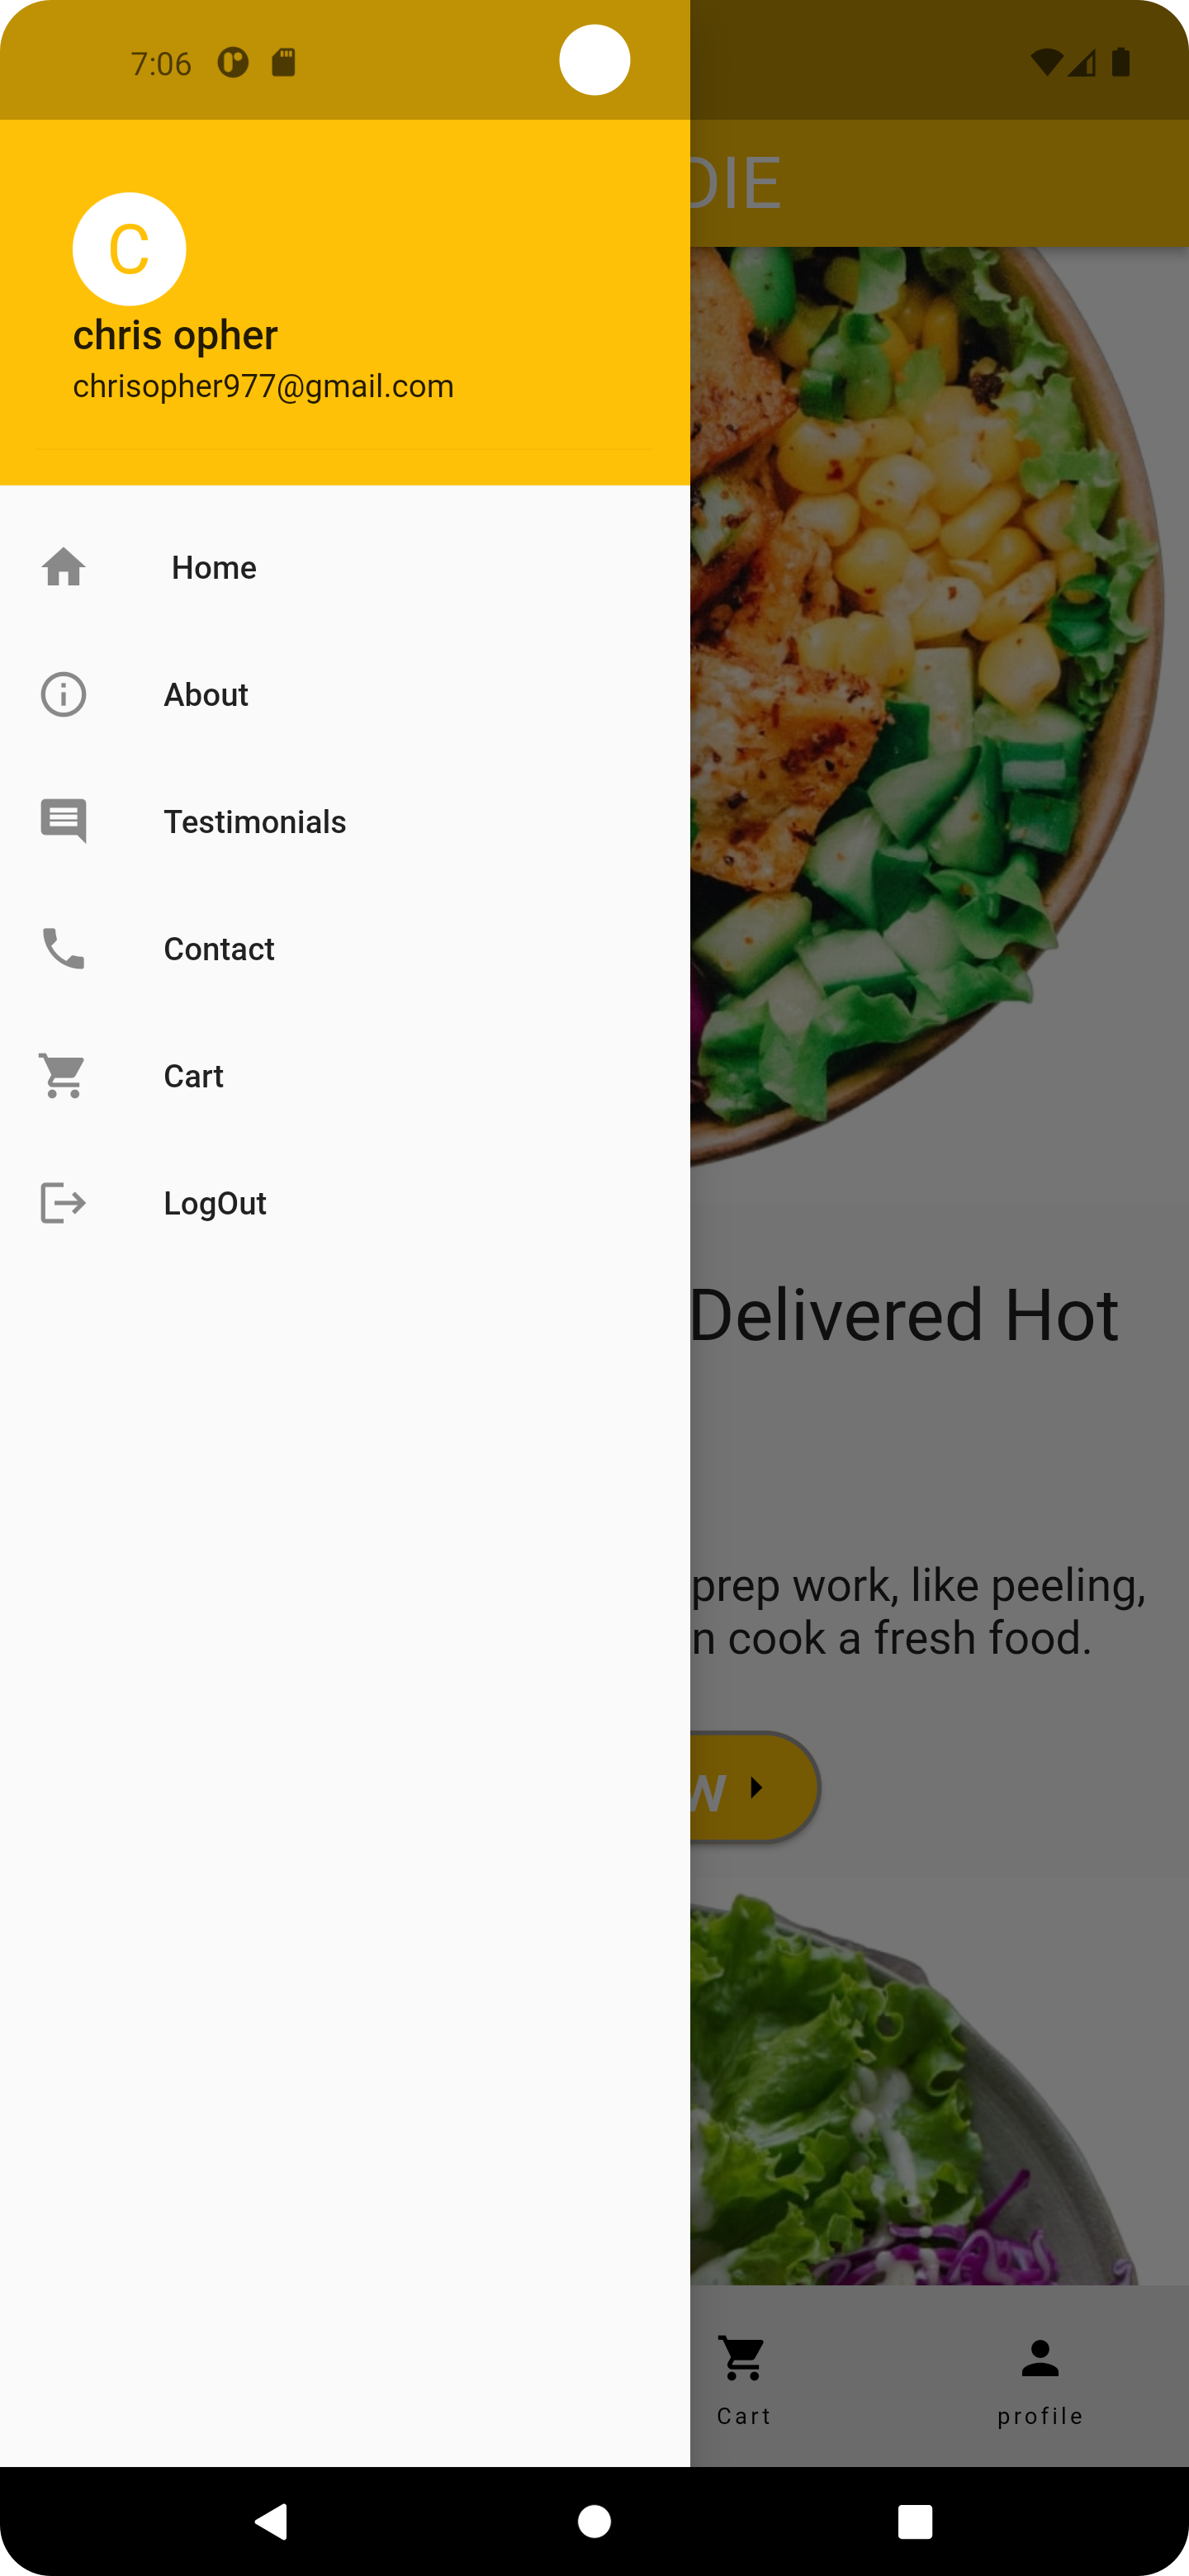 7:06
DIE
C
chris opher
chrisopher977@gmail.com
Home
About
Testimonials
Contact
Cart
LogOut
Delivered Hot
prep work, like peeling,
n cook a fresh food.
W
Cart
profile